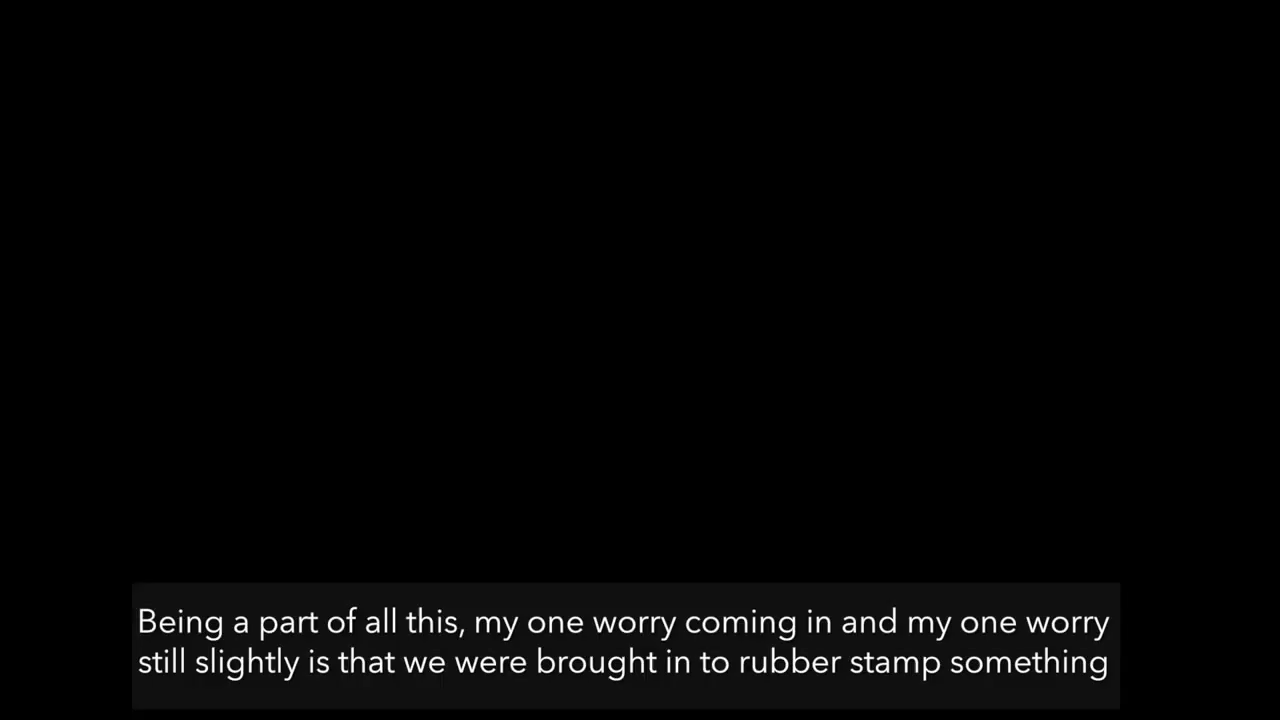 Being a part of all this, my one worry coming in and my one worry
still slightly is that we were brought in to rubber stamp something